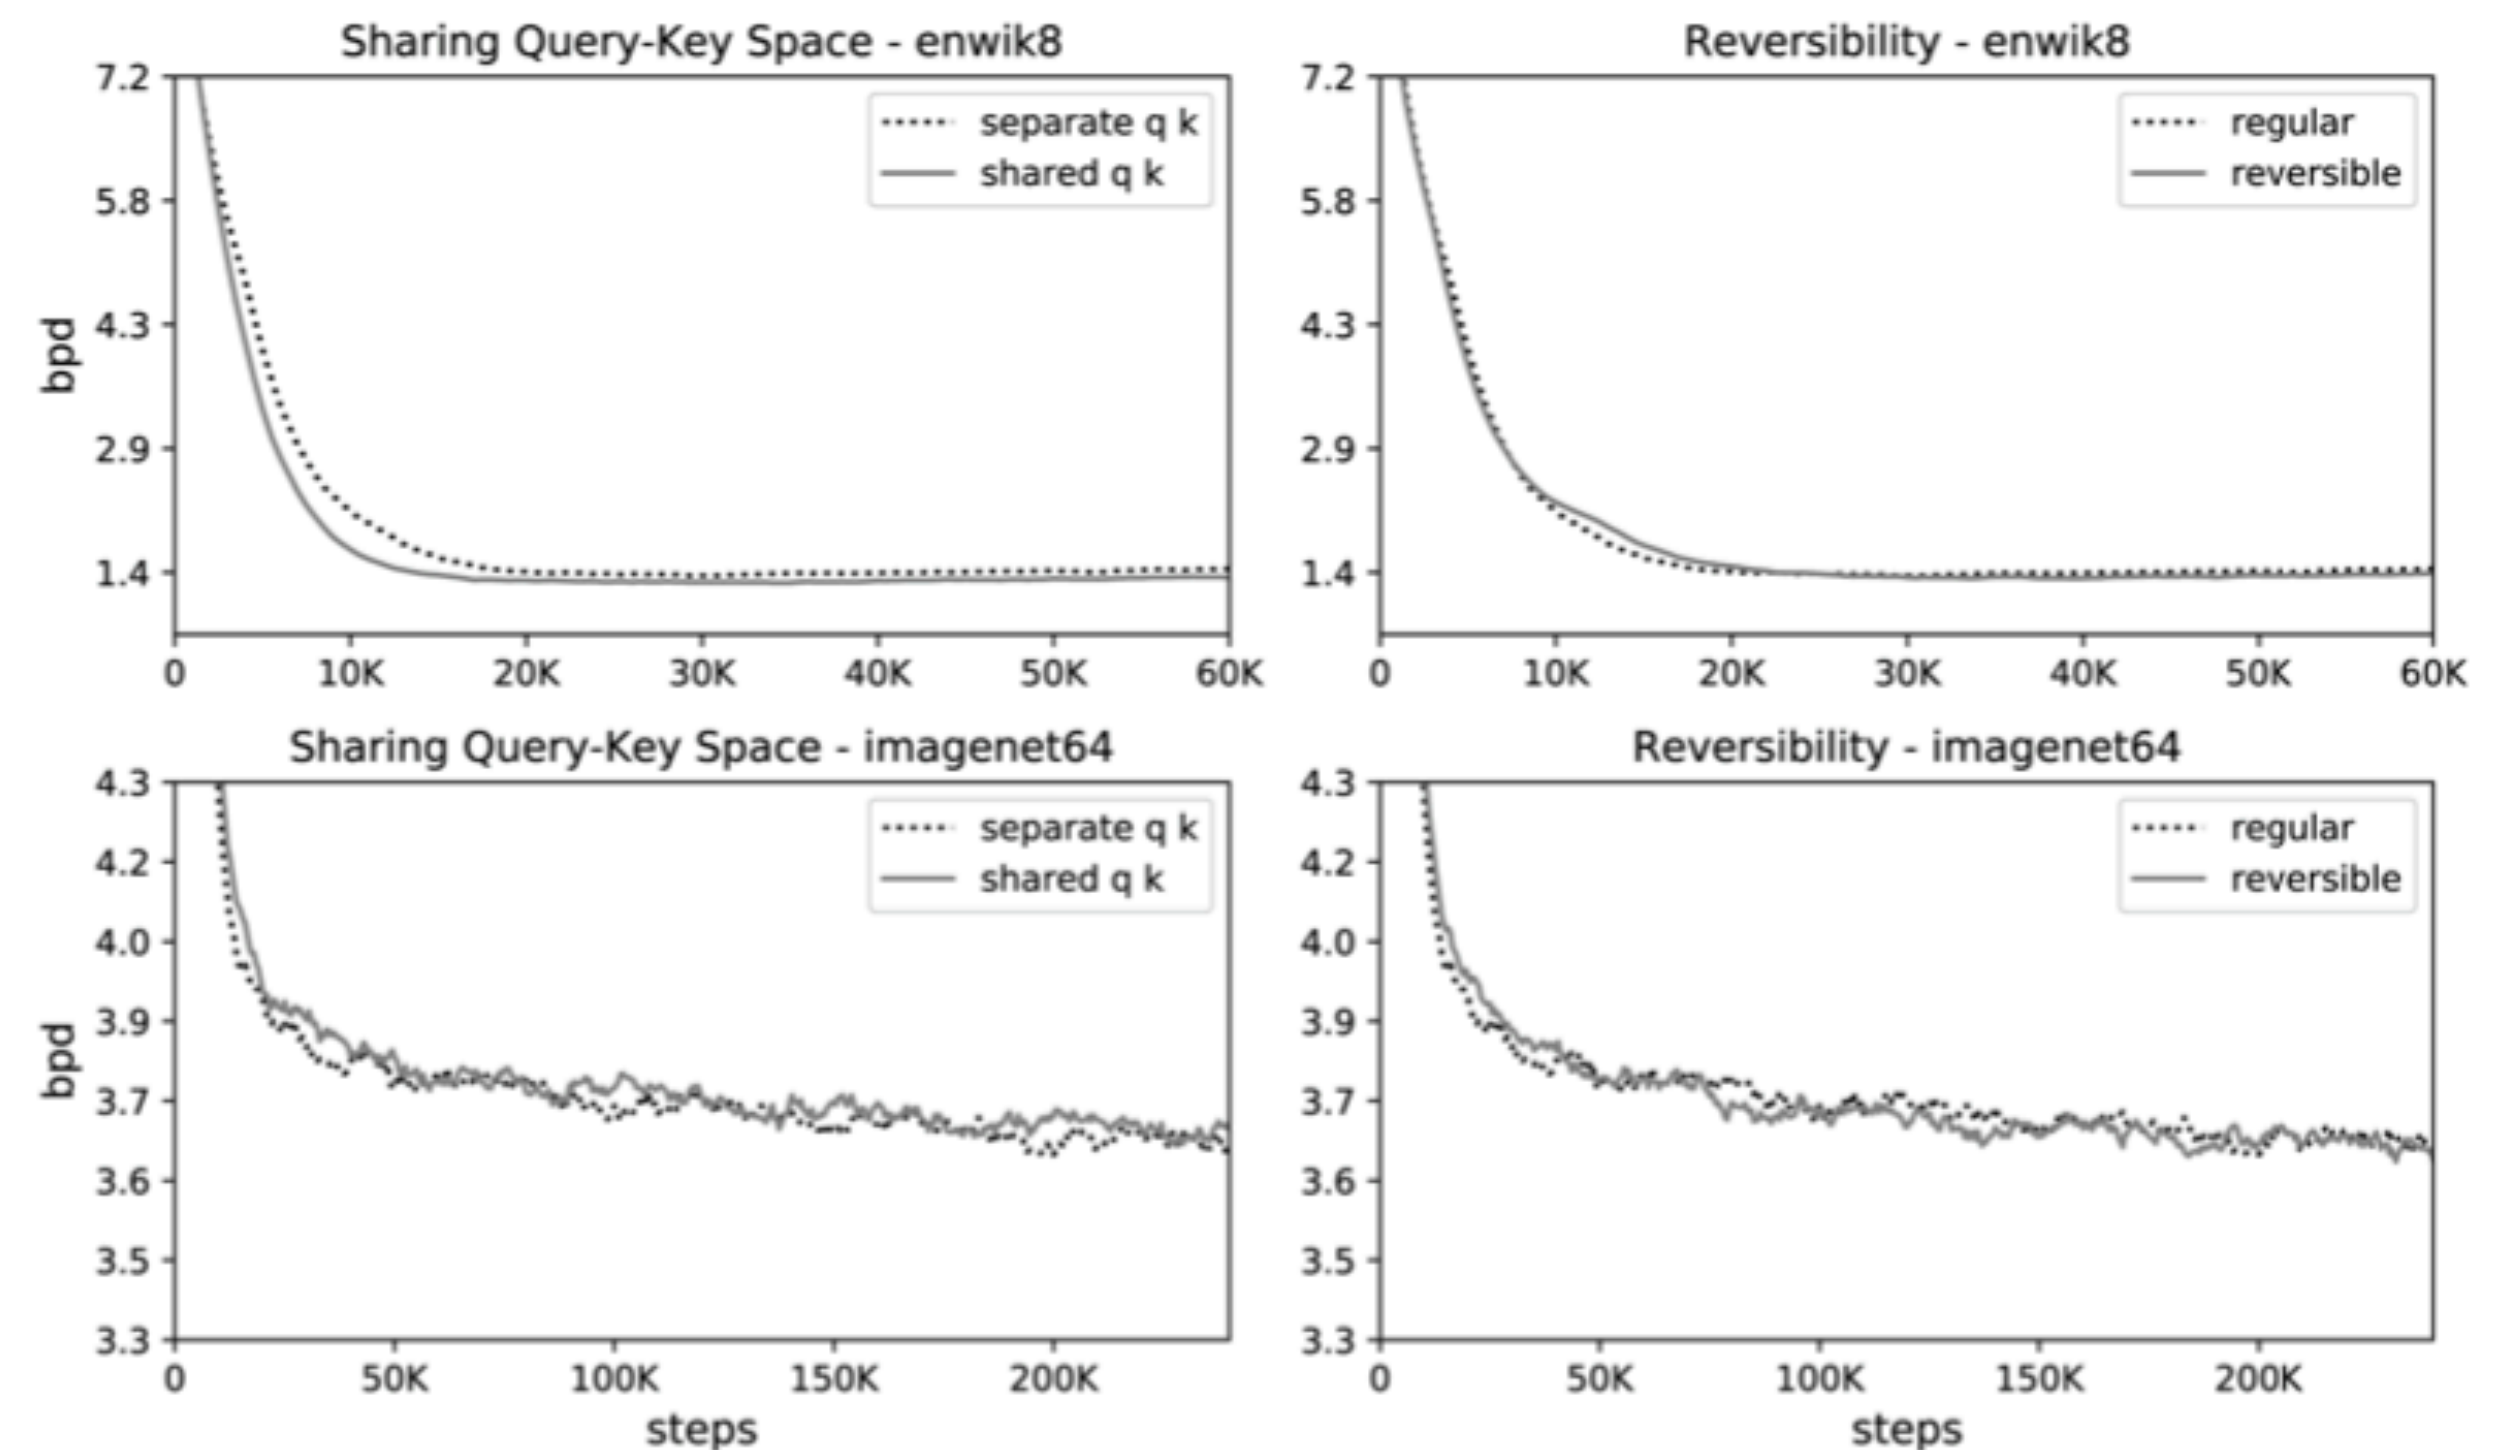 Sharing Query-Key Space - enwik8
7.2
5.8
4.3
2.9
1.4
bpd
separate q k
shared q k
0 10K 20K 30K 40K 50K 60K
Reversibility - enwik8
7.2
5.8
4.3
2.9
1.4
regular
reversible
0 10K 20K 30K 40K 50K 60K
Sharing Query-Key Space - imagenet64
4.3
4.2
4.0
3.9
3.7
3.6
3.5
3.3
bpd
separate q k
shared q k
0 50K 100K 150K 200K
steps
Reversibility - imagenet64
4.3
4.2
4.0
3.9
3.7
3.6
3.5
3.3
regular
reversible
0 50K 100K 150K 200K
steps